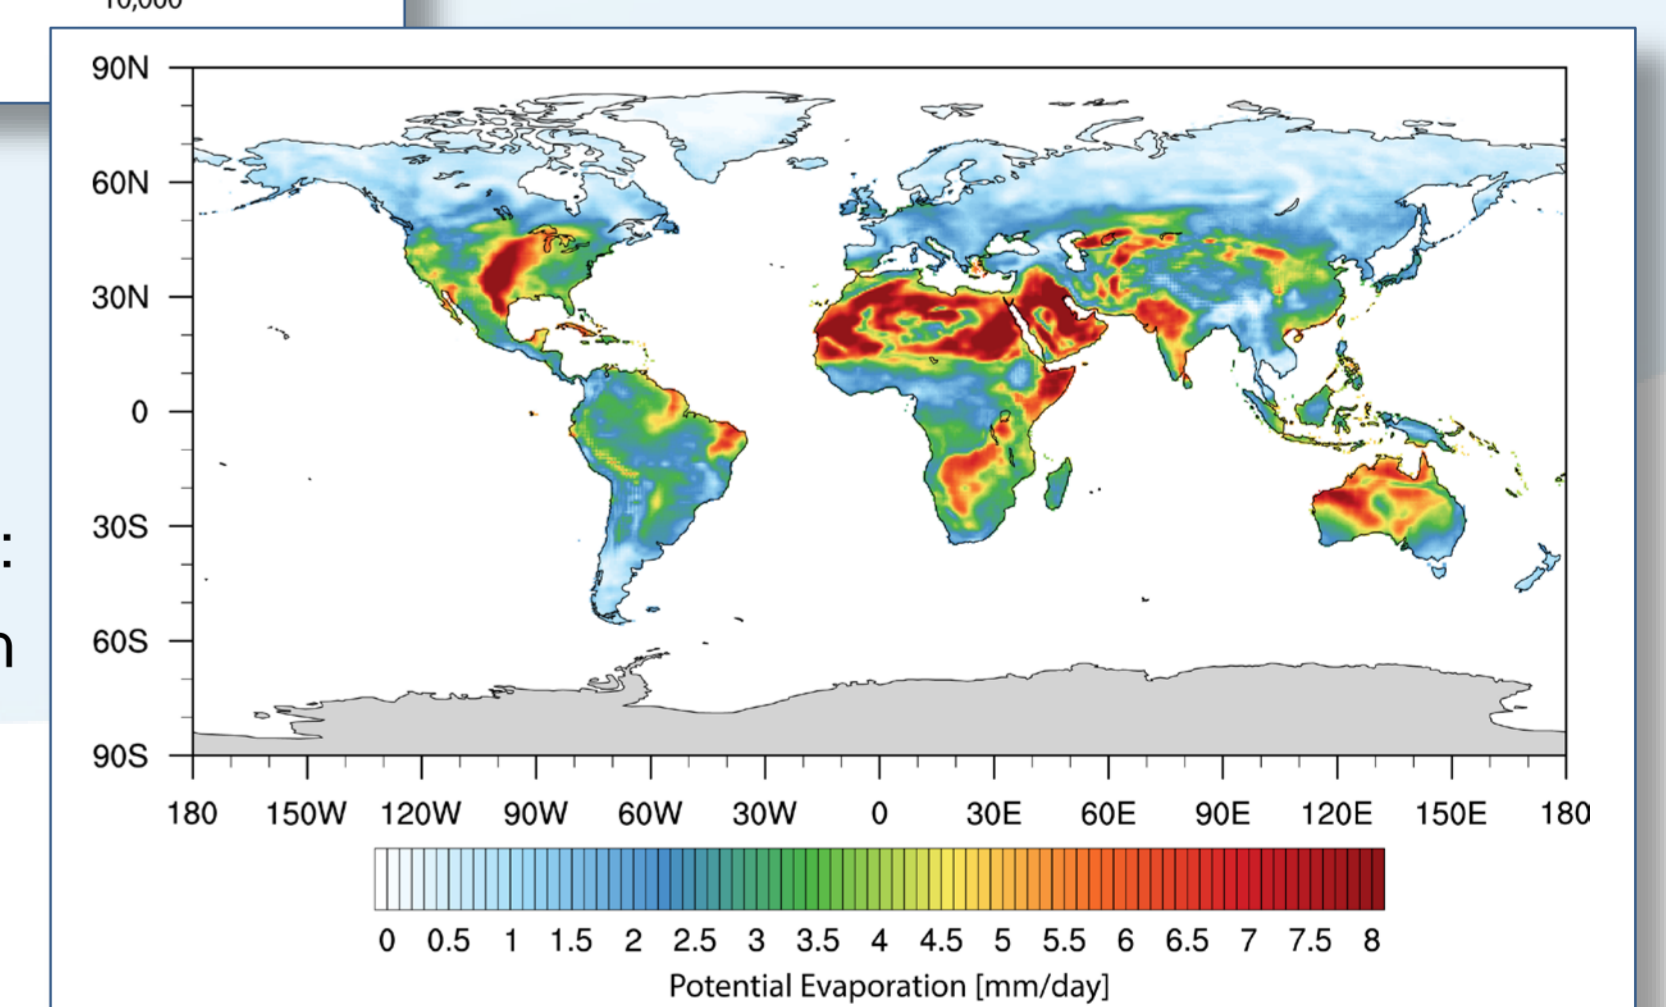 10,000
:
n
90N
60N
30N
0
30S
60S
90S
180 150W 120W 90W 60W 30W 0 30E 60E 90E 120E 150E 180
0 0.5 1 1.5 2 2.5 3 3.5 4 4.5 5 5.5 6 6.5 7 7.5 8
Potential Evaporation [mm/day]